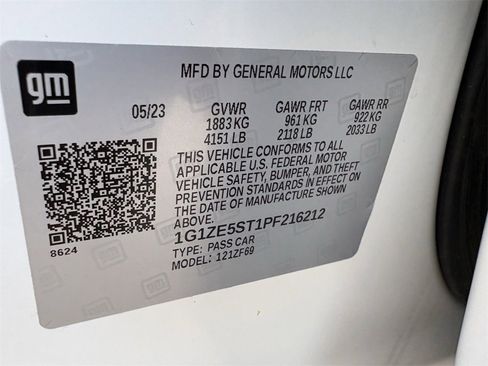 gm
MFD BY GENERAL MOTORS LLC
05/23 GVWR GAWR FRT GAWR RR
1883 KG 961 KG 922 KG
4151 LB 2118 LB 2033 LB
THIS VEHICLE CONFORMS TO ALL
APPLICABLE U.S. FEDERAL MOTOR
VEHICLE SAFETY, BUMPER, AND THEFT
PREVENTION STANDARDS IN EFFECT ON
THE DATE OF MANUFACTURE SHOWN ABOVE.
1G1ZE5ST1PF216212
TYPE: PASS CAR
MODEL: 121ZF69
8624